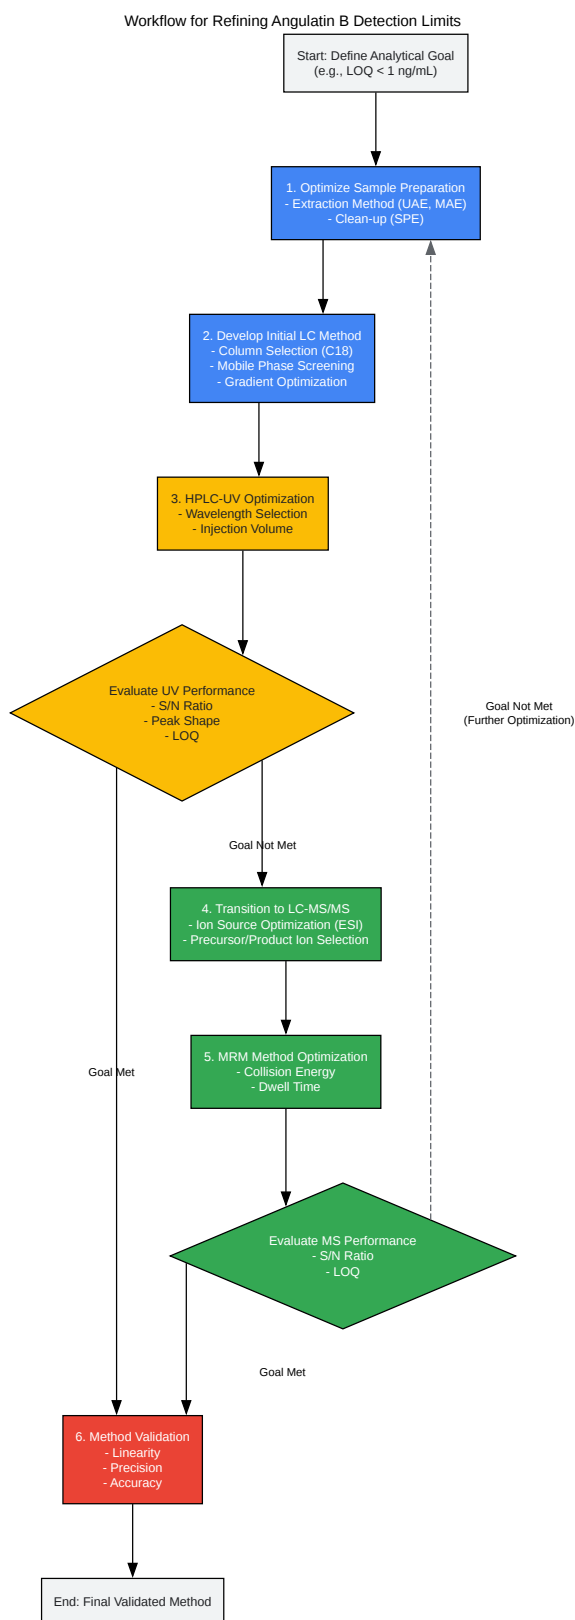 Workflow for Refining Angulatin B Detection Limits
Start: Define Analytical Goal
(e.g., LOQ < 1 ng/mL)
1. Optimize Sample Preparation
- Extraction Method (UAE, MAE)
- Clean-up (SPE)
2. Develop Initial LC Method
- Column Selection (C18)
- Mobile Phase Screening
- Gradient Optimization
3. HPLC-UV Optimization
- Wavelength Selection
- Injection Volume
Evaluate UV Performance
- S/N Ratio
- Peak Shape
- LOQ
Goal Not Met
(Further Optimization)
Goal Not Met
4. Transition to LC-MS/MS
- Ion Source Optimization (ESI)
- Precursor/Product Ion Selection
5. MRM Method Optimization
- Collision Energy
- Dwell Time
Goal Met
Evaluate MS Performance
- S/N Ratio
- LOQ
Goal Met
6. Method Validation
- Linearity
- Precision
- Accuracy
End: Final Validated Method